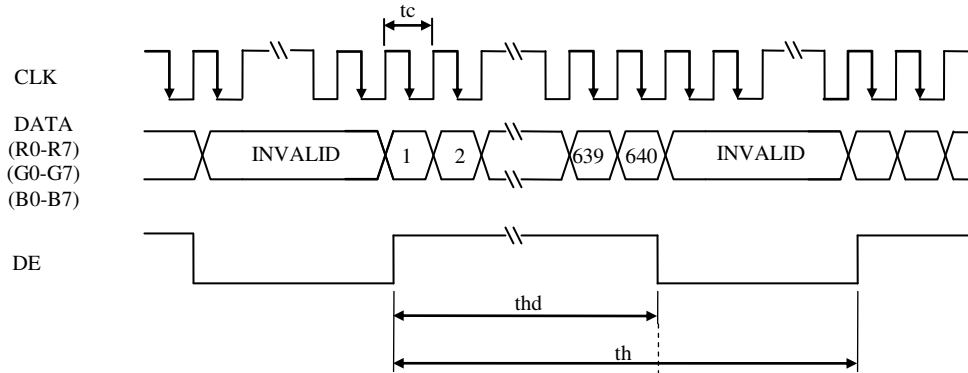 tc
CLK
DATA
(R0-R7)
(G0-G7)
(B0-B7)
INVALID 1 2 639 640 INVALID
DE
thd
th